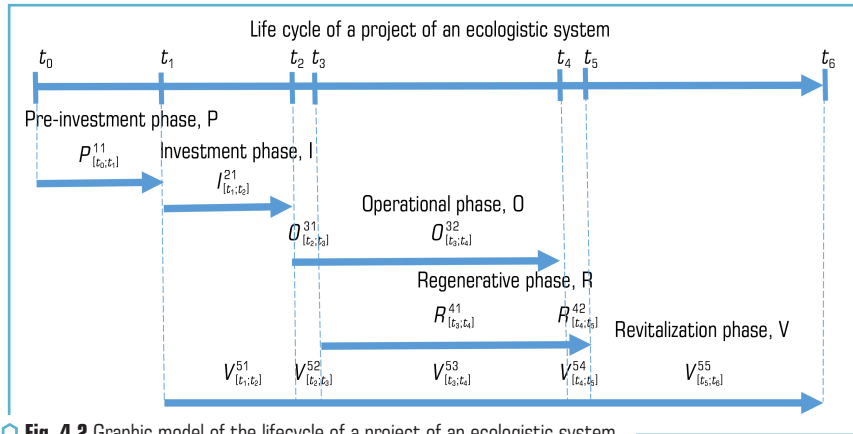 Life cycle of a project of an ecologistic system
t0 t1 t2 t3 t4 t5 t6
Pre-investment phase, P
P^11_[t0;t1]
Investment phase, I
I^21_[t1;t2]
Operational phase, O
O^31_[t2;t3] O^32_[t3;t4]
Regenerative phase, R
R^41_[t3;t4] R^42_[t4;t5]
Revitalization phase, V
V^51_[t1;t2] V^52_[t2;t3] V^53_[t3;t4] V^54_[t4;t5] V^55_[t5;t6]
Fig. 4.2 Graphic model of the lifecycle of a project of an ecologistic system